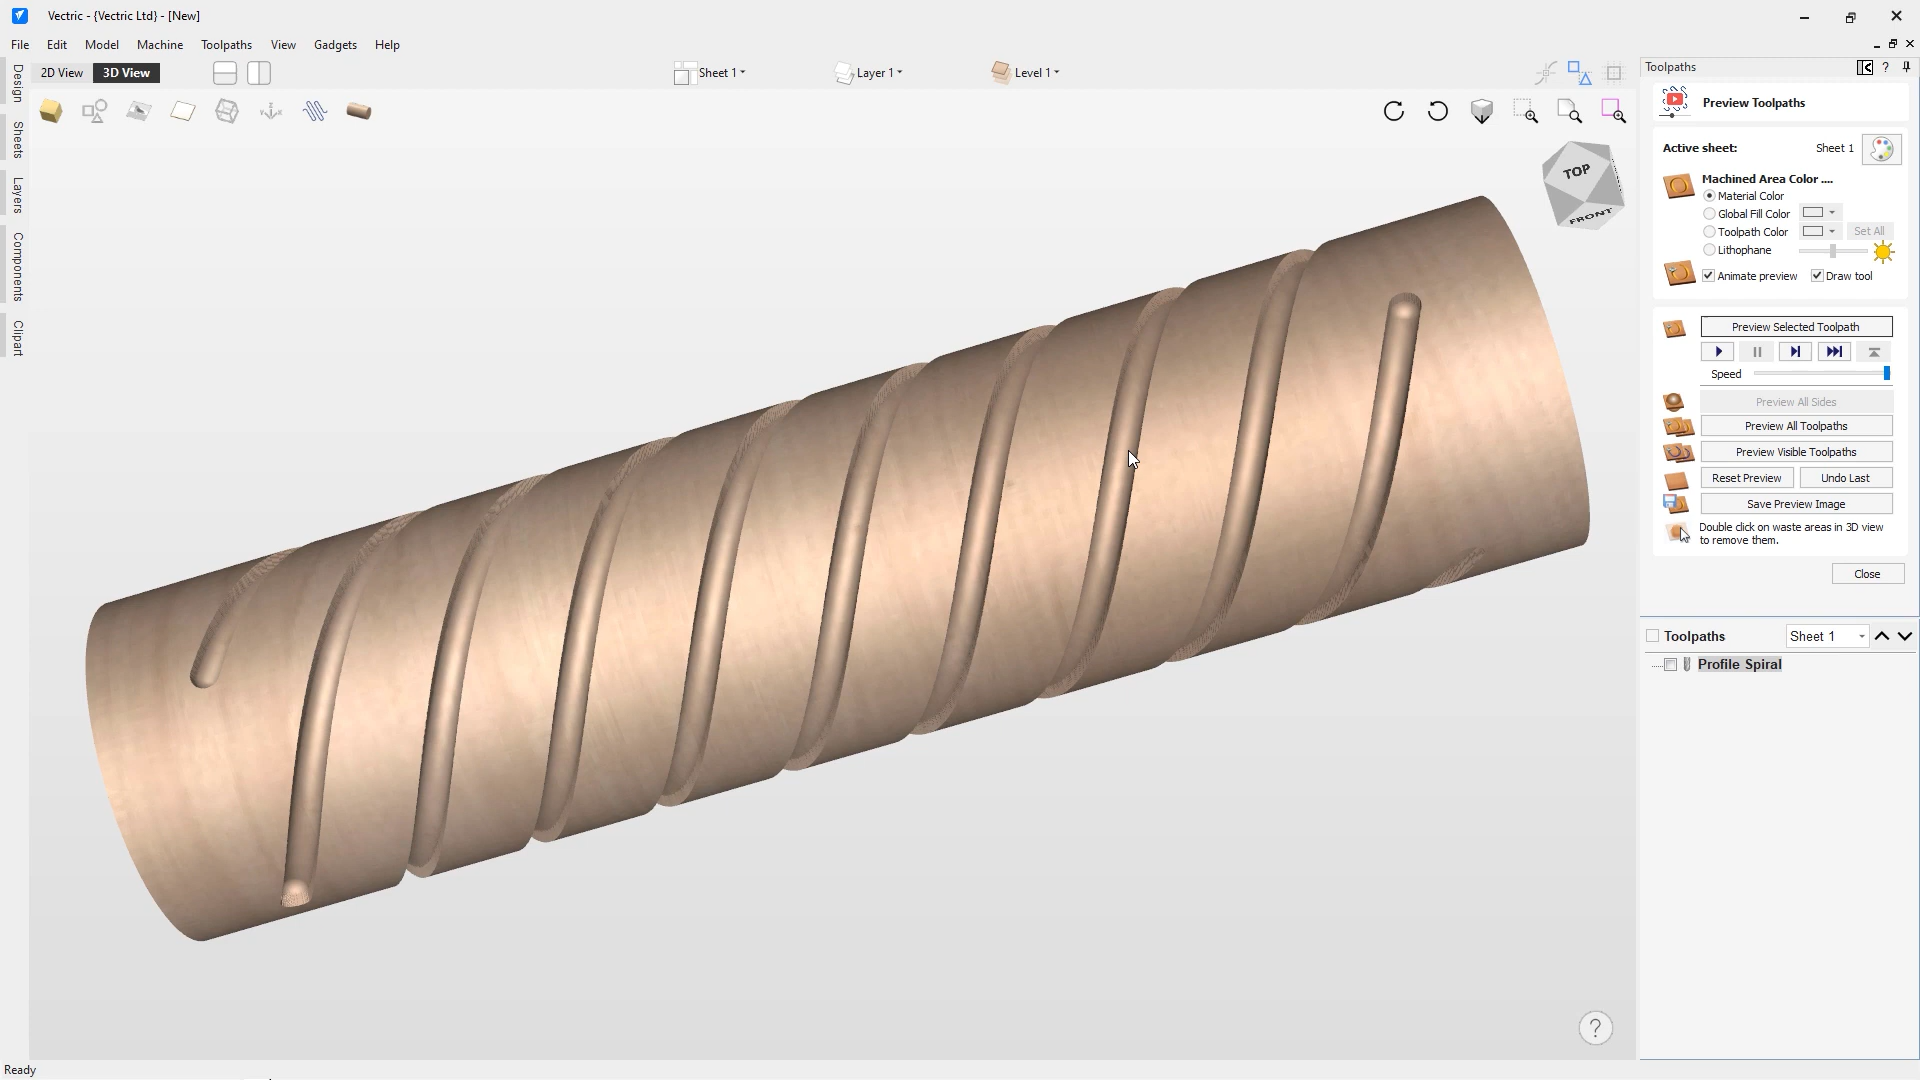 Vectric - {Vectric Ltd} - [New]
File Edit Model Machine Toolpaths View Gadgets Help
2D View 3D View Sheet 1 Layer 1 Level 1
Design
Sheets
Layers
Components
Clipart
TOP
FRONT
Toolpaths ?
Preview Toolpaths
Active sheet: Sheet 1
Machined Area Color ....
Material Color
Global Fill Color
Toolpath Color Set All
Lithophane
Animate preview Draw tool
Preview Selected Toolpath
Speed
Preview All Sides
Preview All Toolpaths
Preview Visible Toolpaths
Reset Preview Undo Last
Save Preview Image
Double click on waste areas in 3D view
to remove them.
Close
Toolpaths Sheet 1
Profile Spiral
?
Ready